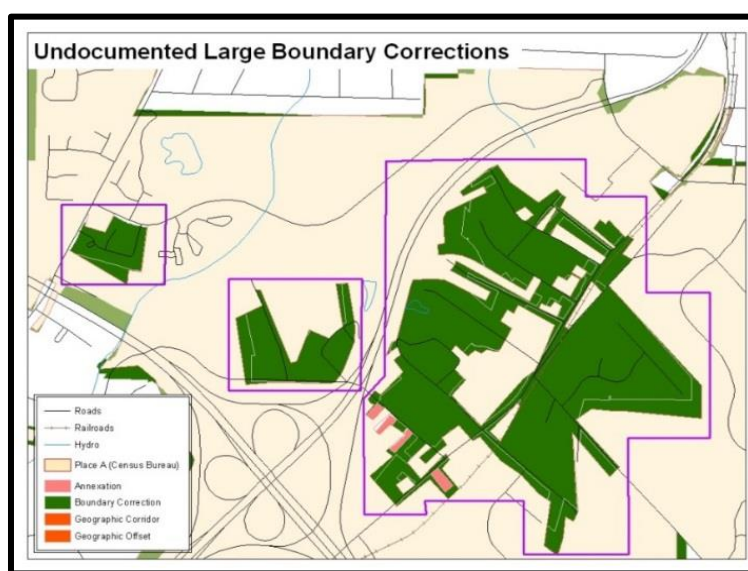 Undocumented Large Boundary Corrections
Roads
Railroads
Hydro
Place A (Census Bureau)
Annexation
Boundary Correction
Geographic Corridor
Geographic Offset